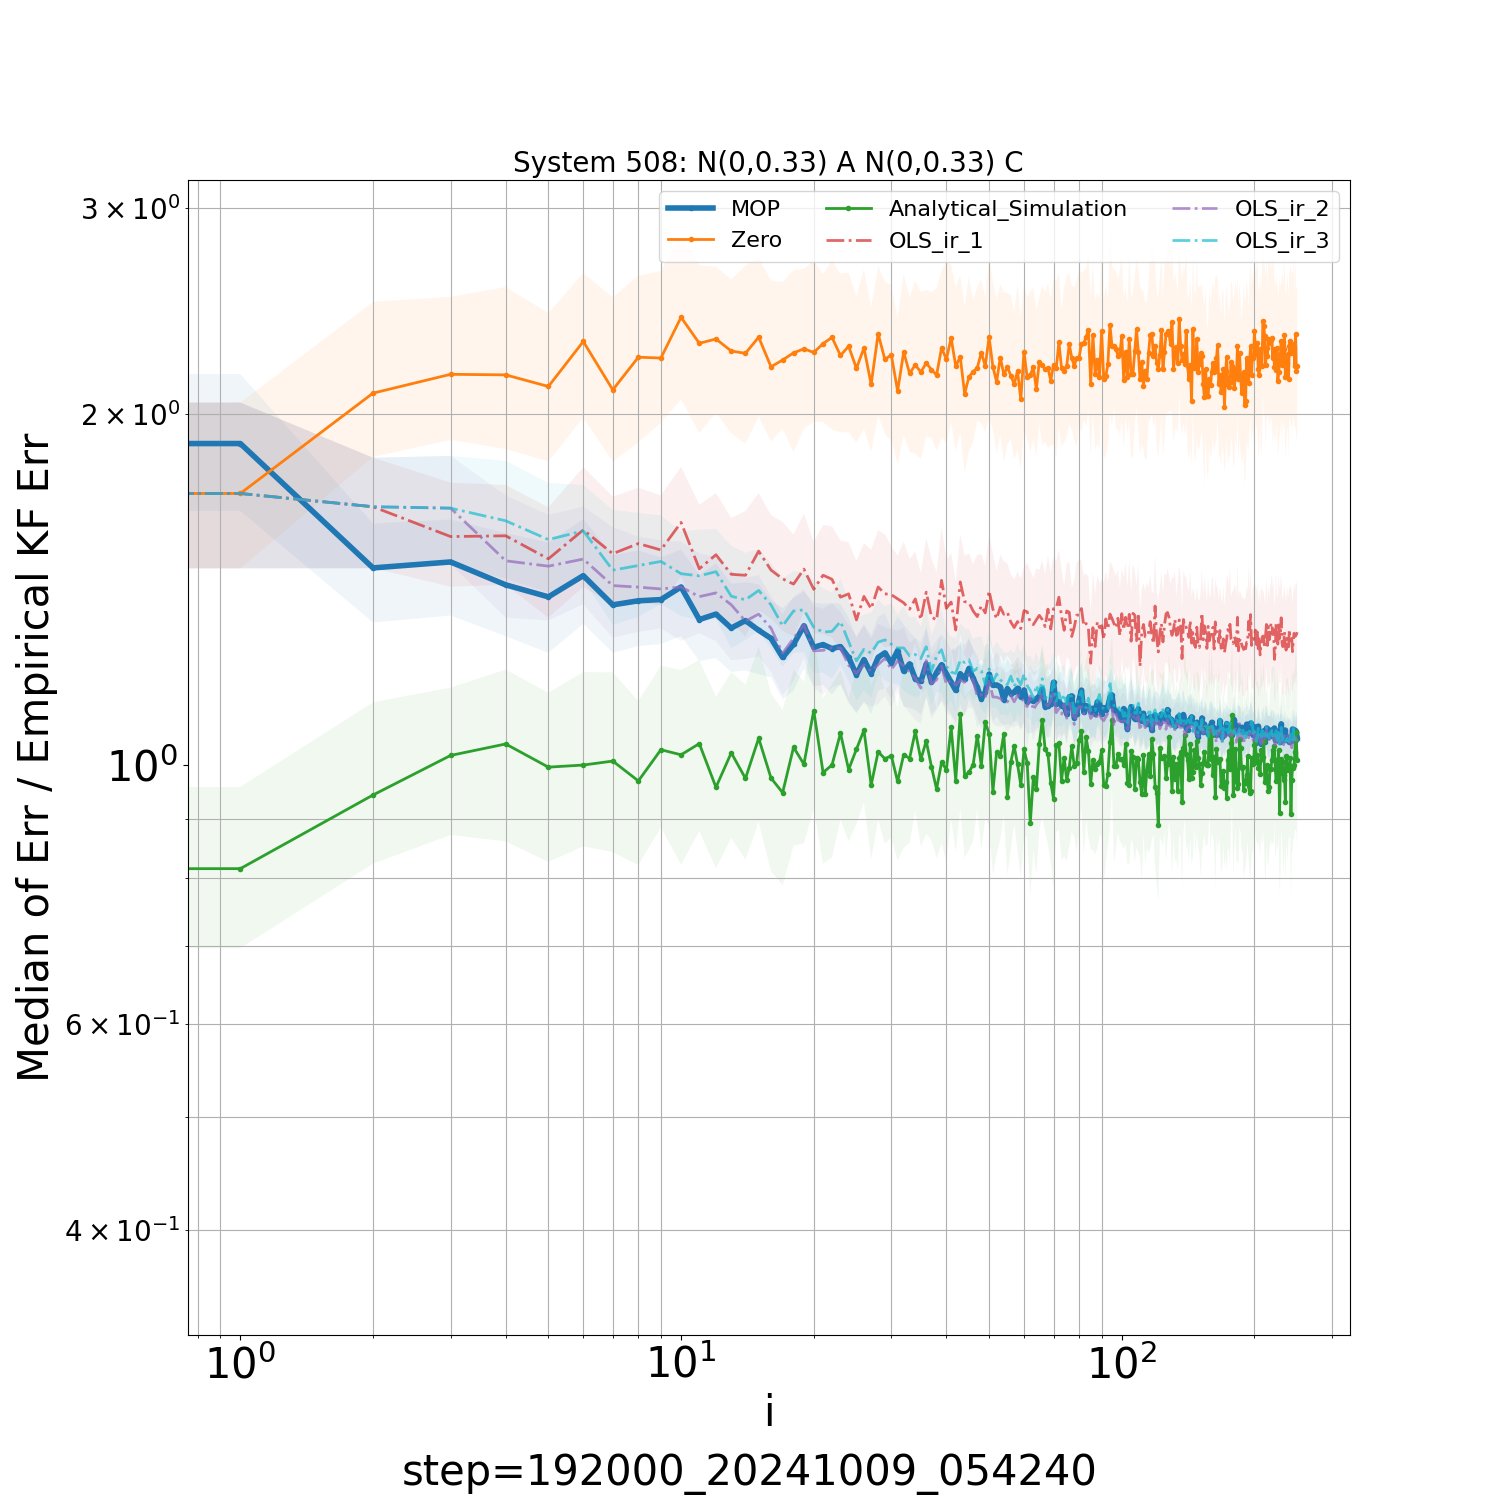 System 508: N(0,0.33) A N(0,0.33) C
MOP
Zero
Analytical_Simulation
OLS_ir_1
OLS_ir_2
OLS_ir_3
Median of Err / Empirical KF Err
3 × 10⁰
2 × 10⁰
10⁰
6 × 10⁻¹
4 × 10⁻¹
10⁰ 10¹ 10²
i
step=192000_20241009_054240